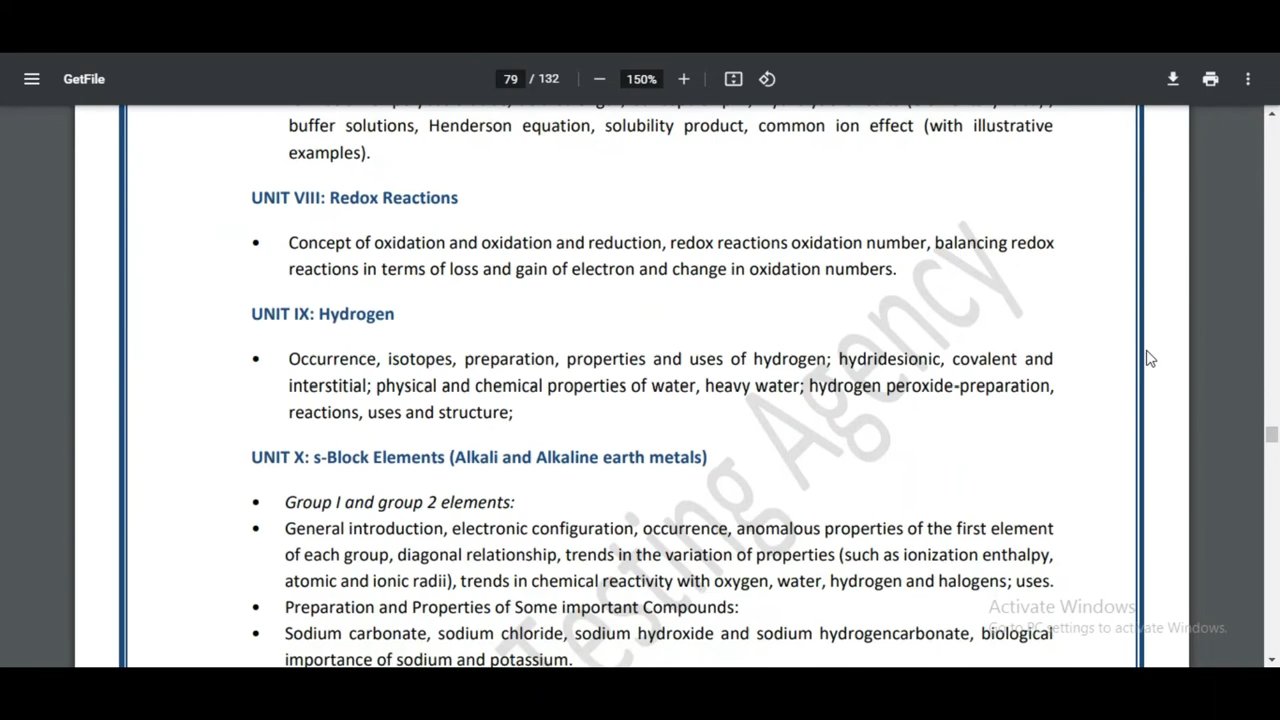 GetFile
79 / 132
150%
buffer solutions, Henderson equation, solubility product, common ion effect (with illustrative
examples).
UNIT VIII: Redox Reactions
• Concept of oxidation and oxidation and reduction, redox reactions oxidation number, balancing redox
reactions in terms of loss and gain of electron and change in oxidation numbers.
UNIT IX: Hydrogen
• Occurrence, isotopes, preparation, properties and uses of hydrogen; hydridesionic, covalent and
interstitial; physical and chemical properties of water, heavy water; hydrogen peroxide-preparation,
reactions, uses and structure;
UNIT X: s-Block Elements (Alkali and Alkaline earth metals)
• Group I and group 2 elements:
• General introduction, electronic configuration, occurrence, anomalous properties of the first element
of each group, diagonal relationship, trends in the variation of properties (such as ionization enthalpy,
atomic and ionic radii), trends in chemical reactivity with oxygen, water, hydrogen and halogens; uses.
• Preparation and Properties of Some important Compounds:
• Sodium carbonate, sodium chloride, sodium hydroxide and sodium hydrogencarbonate, biological
importance of sodium and potassium.
Testing Agency
Activate Windows
Go to PC settings to activate Windows.